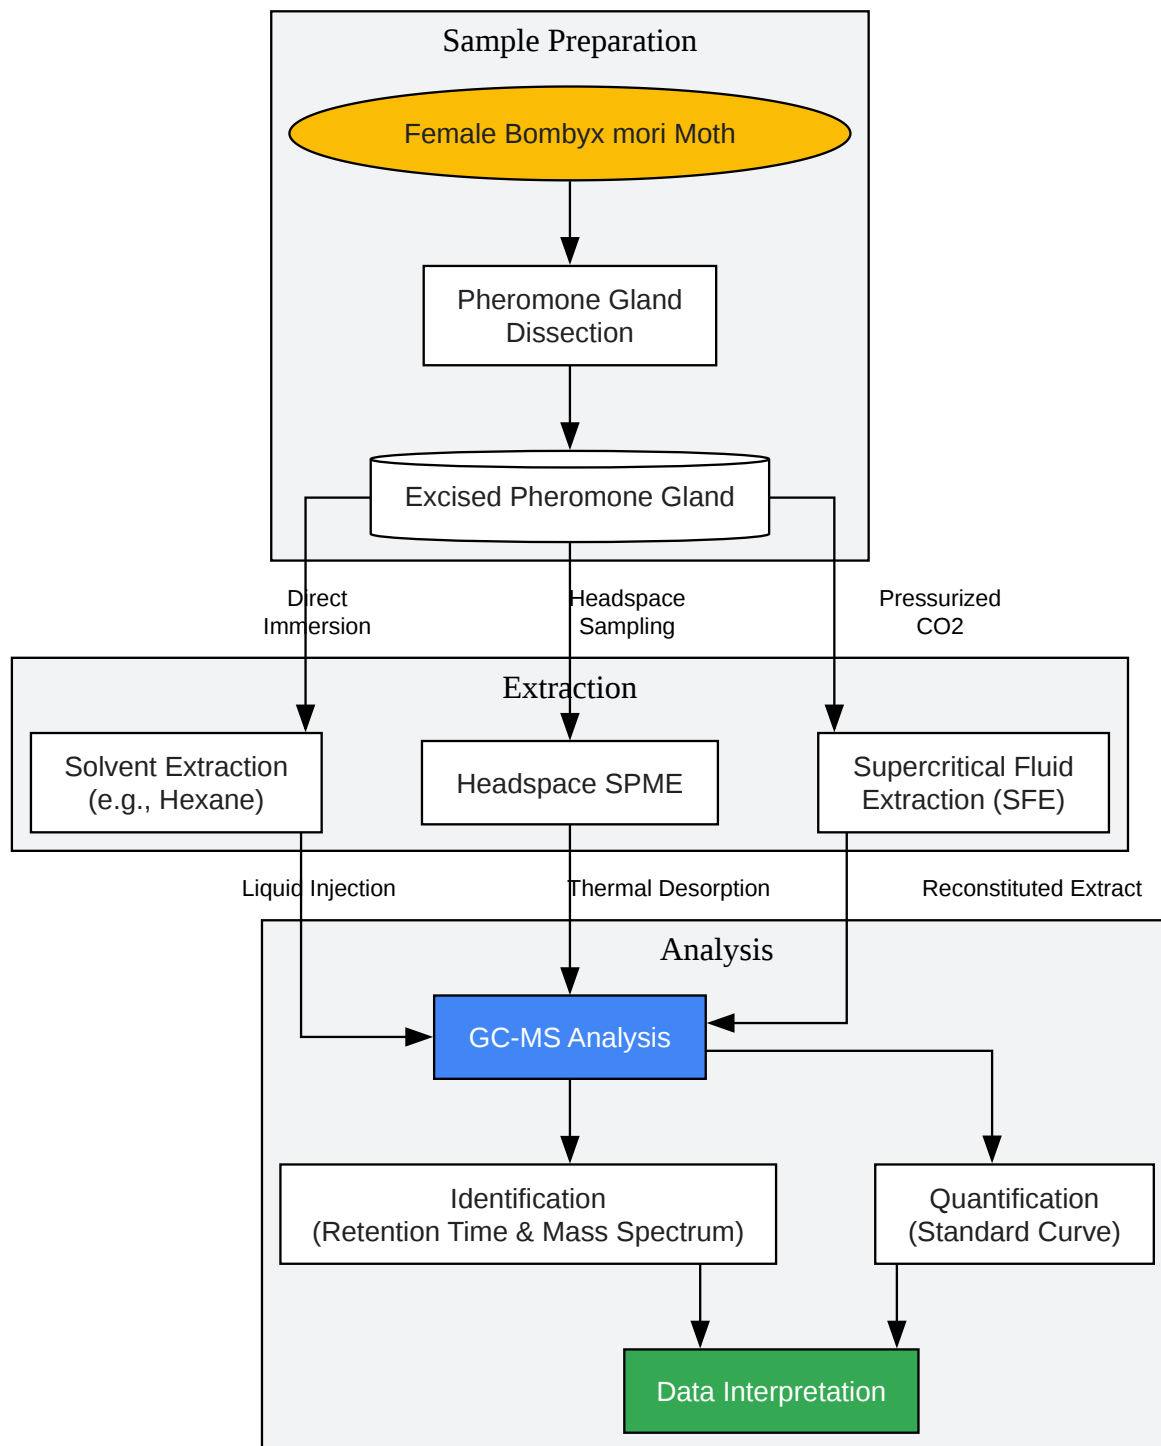 Sample Preparation
Female Bombyx mori Moth
Pheromone Gland
Dissection
Excised Pheromone Gland
Direct
Immersion
Headspace
Sampling
Pressurized
CO2
Extraction
Solvent Extraction
(e.g., Hexane)
Headspace SPME
Supercritical Fluid
Extraction (SFE)
Liquid Injection
Thermal Desorption
Reconstituted Extract
Analysis
GC-MS Analysis
Identification
(Retention Time & Mass Spectrum)
Quantification
(Standard Curve)
Data Interpretation